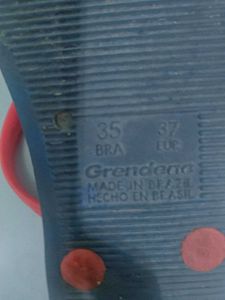 35 37
BRA EUR
Grendene
MADE IN BRAZIL
HECHO EN BRASIL